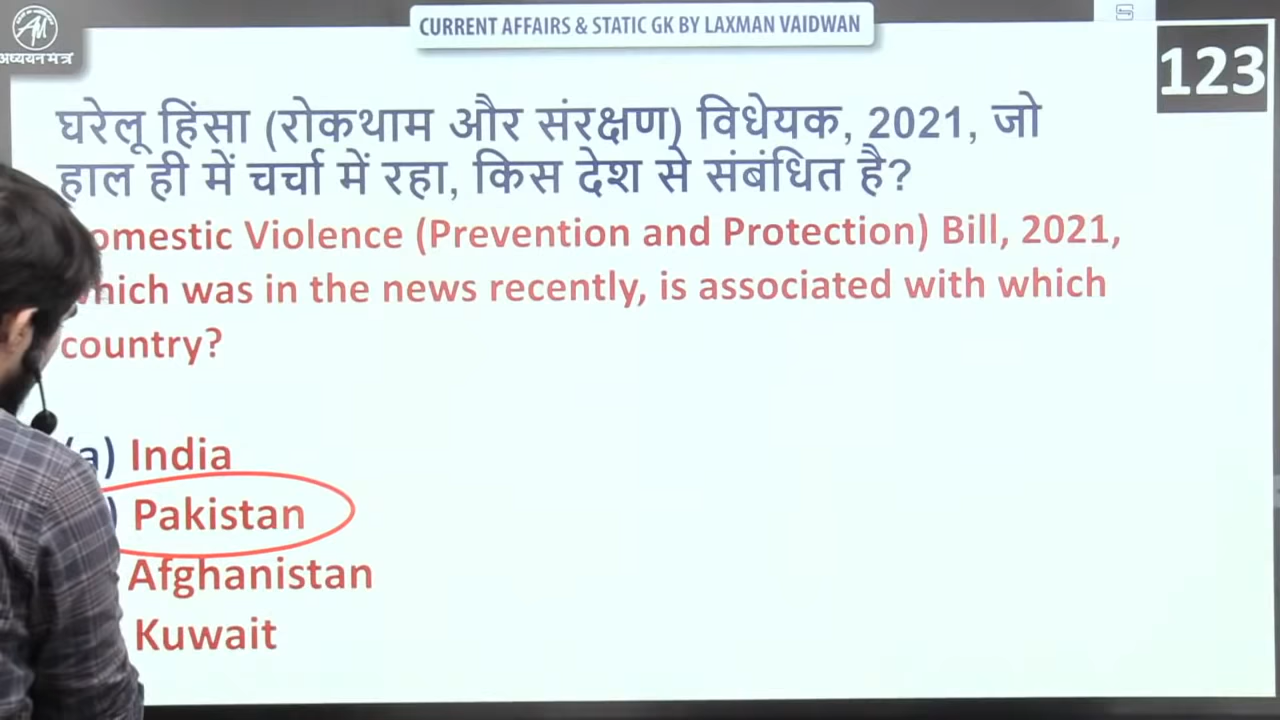 अध्ययन मंत्र
CURRENT AFFAIRS & STATIC GK BY LAXMAN VAIDWAN
123
घरेलू हिंसा (रोकथाम और संरक्षण) विधेयक, 2021, जो
हाल ही में चर्चा में रहा, किस देश से संबंधित है?
omestic Violence (Prevention and Protection) Bill, 2021,
which was in the news recently, is associated with which
country?
(a) India
) Pakistan
Afghanistan
Kuwait